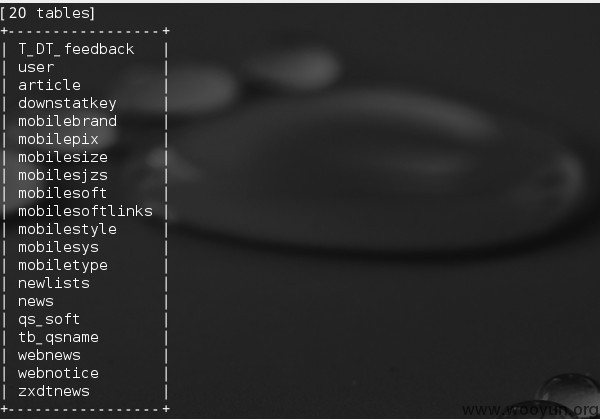 [20 tables]
+-----------------+
| T_DT_feedback   |
| user            |
| article         |
| downstatkey     |
| mobilebrand     |
| mobilepix       |
| mobilesize      |
| mobilesjzs      |
| mobilesoft      |
| mobilesoftlinks |
| mobilestyle     |
| mobilesys       |
| mobiletype      |
| newlists        |
| news            |
| qs_soft         |
| tb_qsname       |
| webnews         |
| webnotice       |
| zxdtnews        |
+-----------------+
www.wooyun.org